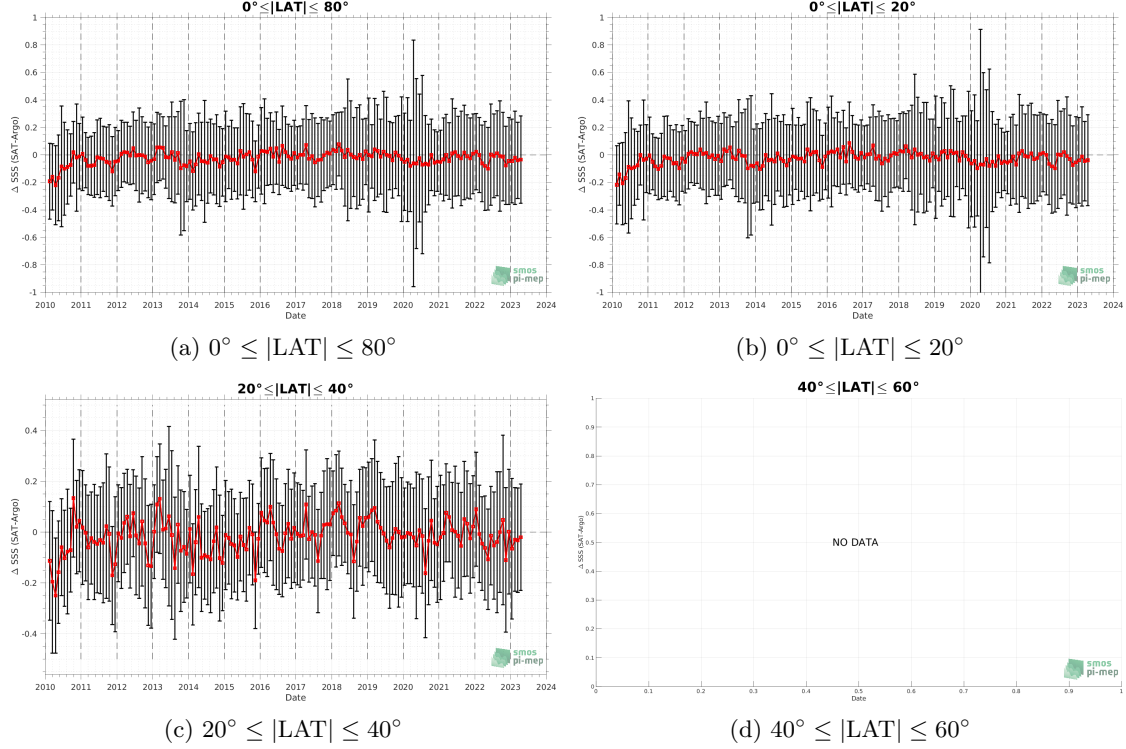 0°≤|LAT|≤ 80°
1
0.8
0.6
0.4
0.2
0
-0.2
-0.4
-0.6
-0.8
-1
Δ SSS (SAT-Argo)
2010 2011 2012 2013 2014 2015 2016 2017 2018 2019 2020 2021 2022 2023 2024
Date
smos
pi-mep
(a) 0° ≤ |LAT| ≤ 80°
0°≤|LAT|≤ 20°
1
0.8
0.6
0.4
0.2
0
-0.2
-0.4
-0.6
-0.8
-1
Δ SSS (SAT-Argo)
2010 2011 2012 2013 2014 2015 2016 2017 2018 2019 2020 2021 2022 2023 2024
Date
smos
pi-mep
(b) 0° ≤ |LAT| ≤ 20°
20°≤|LAT|≤ 40°
0.4
0.2
0
-0.2
-0.4
Δ SSS (SAT-Argo)
2010 2011 2012 2013 2014 2015 2016 2017 2018 2019 2020 2021 2022 2023 2024
Date
smos
pi-mep
(c) 20° ≤ |LAT| ≤ 40°
40°≤|LAT|≤ 60°
1
0.9
0.8
0.7
0.6
0.5
0.4
0.3
0.2
0.1
0
Δ SSS (SAT-Argo)
NO DATA
0 0.1 0.2 0.3 0.4 0.5 0.6 0.7 0.8 0.9 1
Date
smos
pi-mep
(d) 40° ≤ |LAT| ≤ 60°